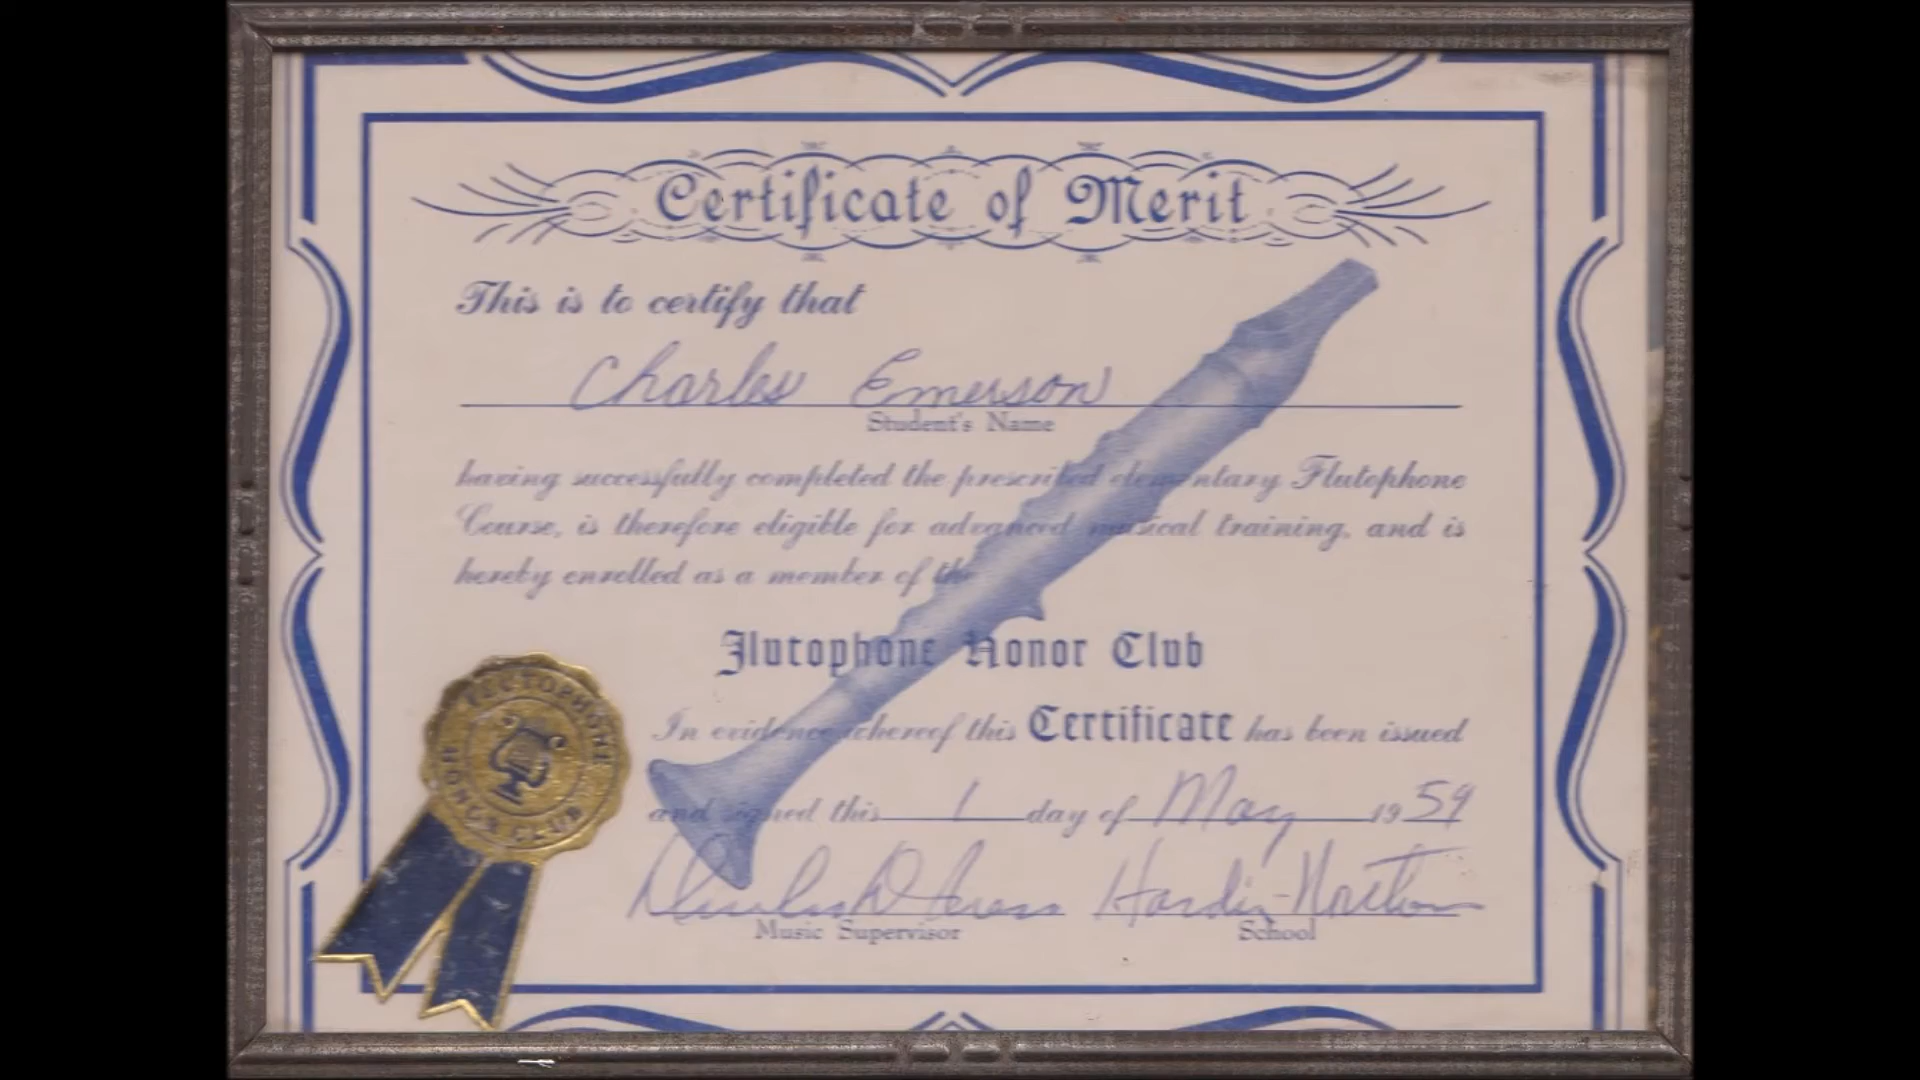 Certificate of Merit
This is to certify that
Charles Emerson
Student's Name
having successfully completed the prescribed elementary Flutophone
Course, is therefore eligible for advanced musical training, and is
hereby enrolled as a member of the
Flutophone Honor Club
In evidence whereof this Certificate has been issued
and signed this 1 day of May 1959
Hardin-Northern
Music Supervisor School
FLUTOPHONE
HONOR CLUB